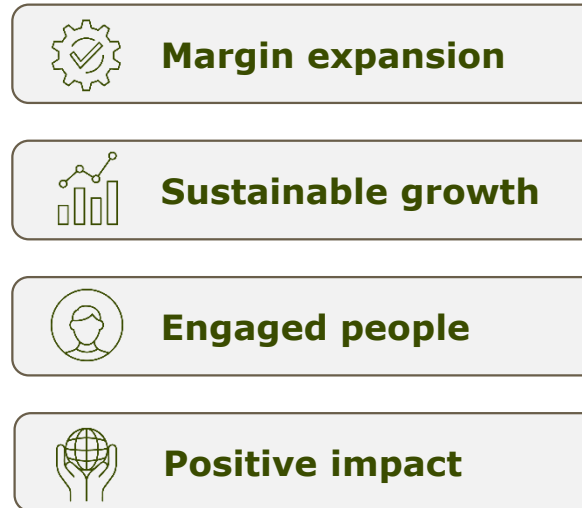 Margin expansion
Sustainable growth
Engaged people
Positive impact